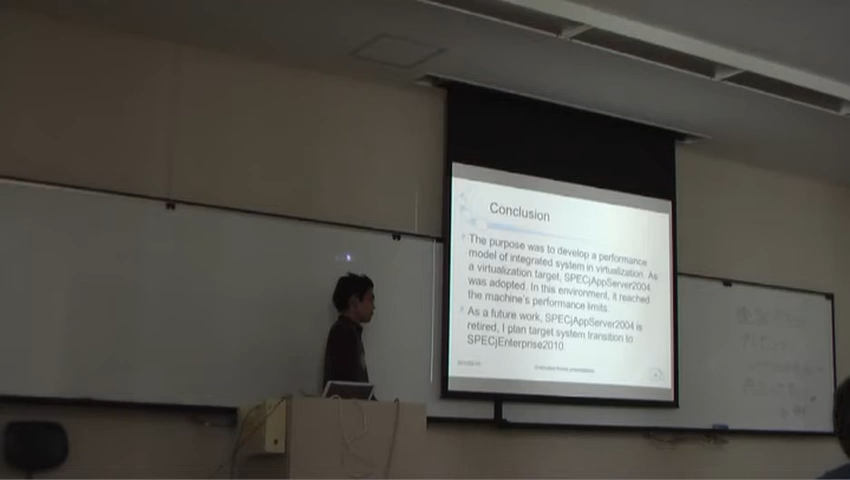 Conclusion
The purpose was to develop a performance
model of integrated system in virtualization. As
a virtualization target, SPECjAppServer2004
was adopted. In this environment, it reached
the machine's performance limits.
As a future work, SPECjAppServer2004 is
retired, I plan target system transition to
SPECjEnterprise2010